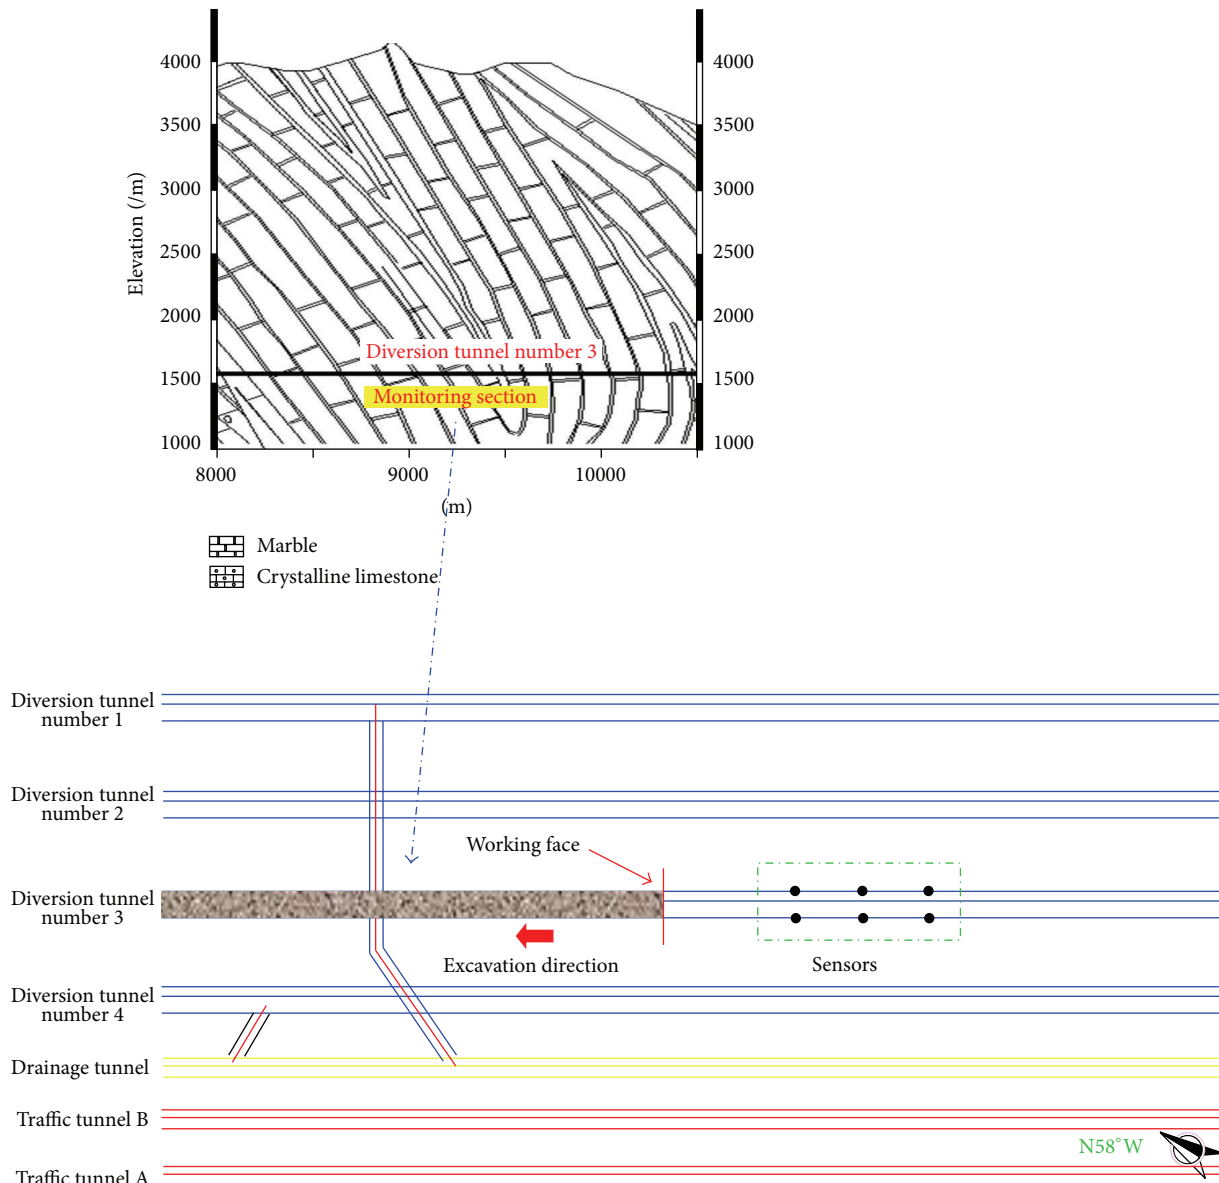 4000
4000
3500
3500
3000
3000
Elevation (/m)
2500
2500
2000
2000
Diversion tunnel number 3
1500
1500
Monitoring section
1000
1000
8000
9000
10000
(m)
Marble
Crystalline limestone
Diversion tunnel
number 1
Diversion tunnel
number 2
Working face
Diversion tunnel
number 3
Excavation direction
Sensors
Diversion tunnel
number 4
Drainage tunnel
Traffic tunnel B
N58°W
Traffic tunnel A